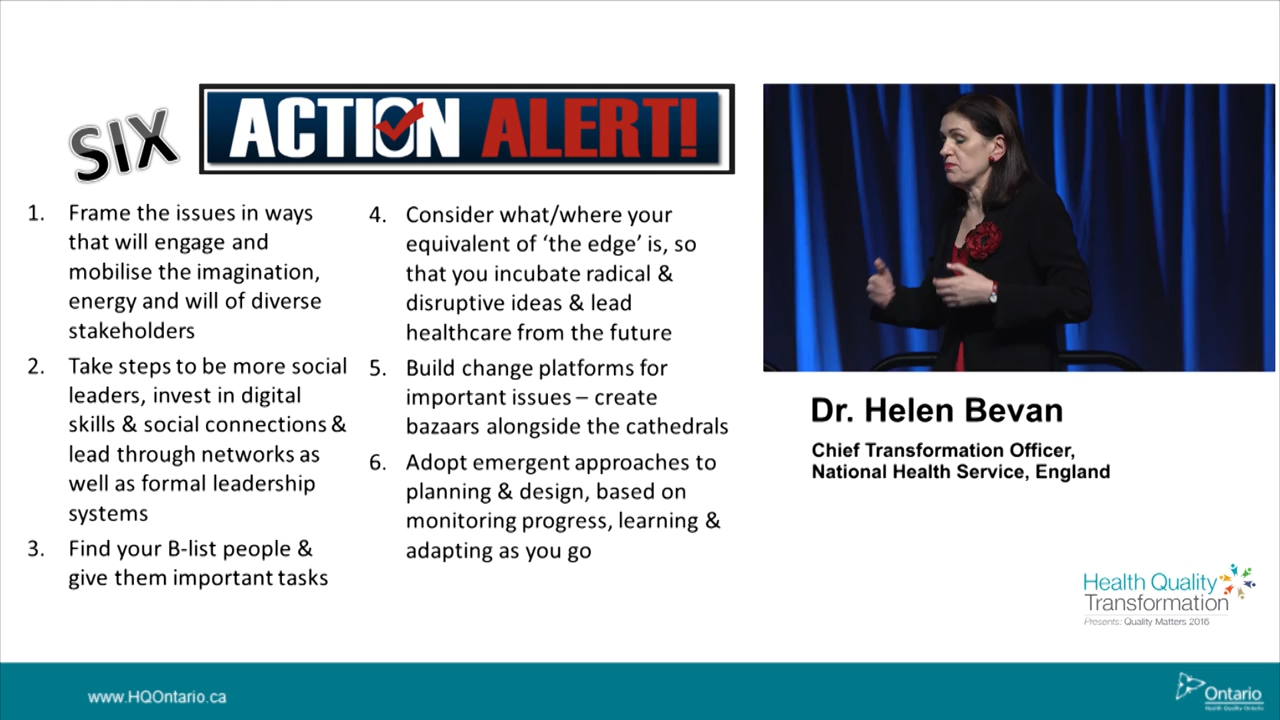 SIX
ACTION ALERT!
1. Frame the issues in ways
that will engage and
mobilise the imagination,
energy and will of diverse
stakeholders
2. Take steps to be more social
leaders, invest in digital
skills & social connections &
lead through networks as
well as formal leadership
systems
3. Find your B-list people &
give them important tasks
4. Consider what/where your
equivalent of ‘the edge’ is, so
that you incubate radical &
disruptive ideas & lead
healthcare from the future
5. Build change platforms for
important issues – create
bazaars alongside the cathedrals
6. Adopt emergent approaches to
planning & design, based on
monitoring progress, learning &
adapting as you go
Dr. Helen Bevan
Chief Transformation Officer,
National Health Service, England
Health Quality
Transformation
Presents: Quality Matters 2016
www.HQOntario.ca
Ontario
Health Quality Ontario